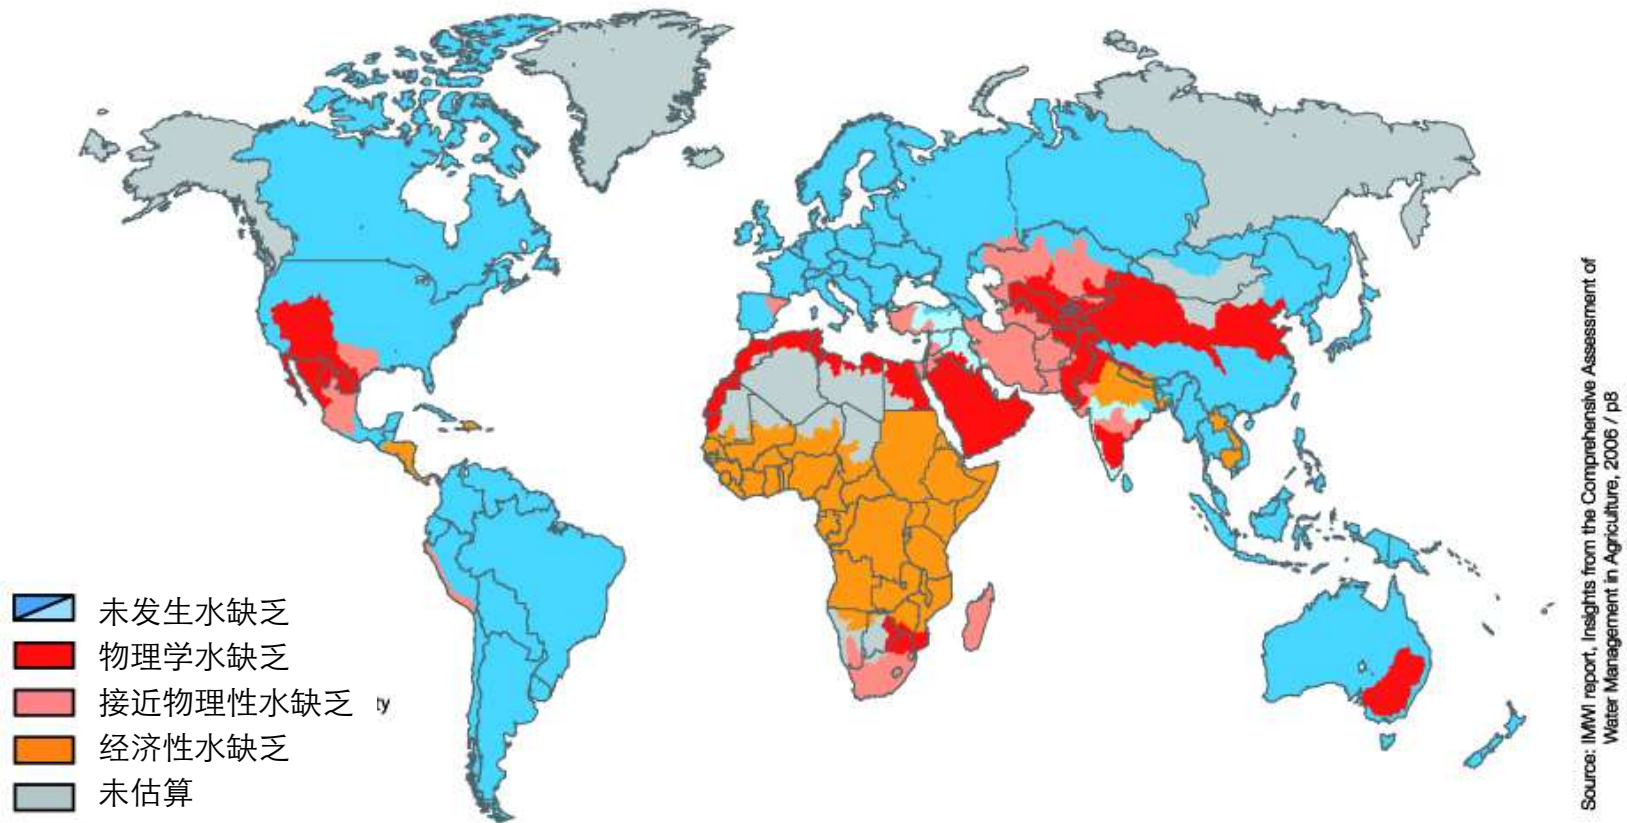 未发生水缺乏
物理学水缺乏
接近物理性水缺乏 ty
经济性水缺乏
未估算
Source: IMWI report, Insights from the Comprehensive Assessment of
Water Management in Agriculture, 2006 / p8